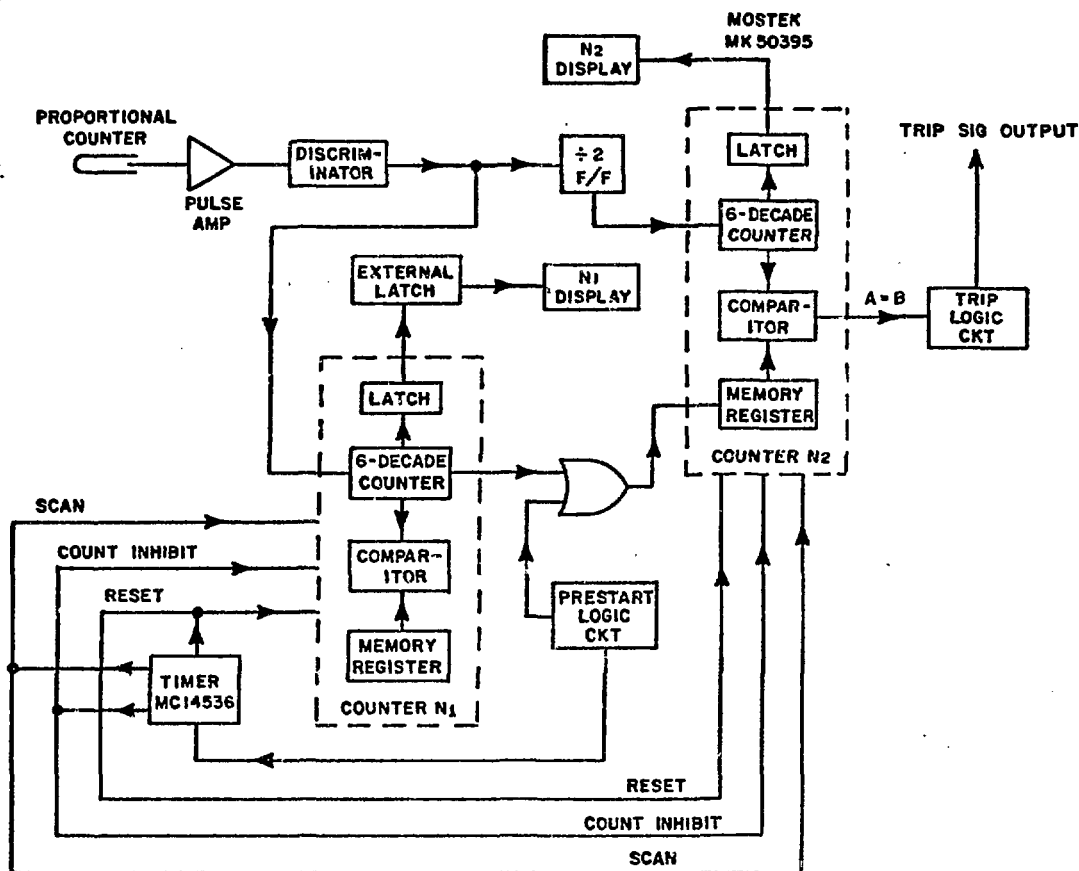 MOSTEK
MK 50395
N2
DISPLAY
PROPORTIONAL
COUNTER
TRIP SIG OUTPUT
DISCRIM-
INATOR
÷2
F/F
LATCH
PULSE
AMP
6-DECADE
COUNTER
EXTERNAL
LATCH
N1
DISPLAY
COMPAR-
ITOR
A=B
TRIP
LOGIC
CKT
MEMORY
REGISTER
LATCH
COUNTER N2
6-DECADE
COUNTER
SCAN
COUNT INHIBIT
COMPAR-
ITOR
RESET
PRESTART
LOGIC
CKT
MEMORY
REGISTER
TIMER
MC14536
COUNTER N1
RESET
COUNT INHIBIT
SCAN